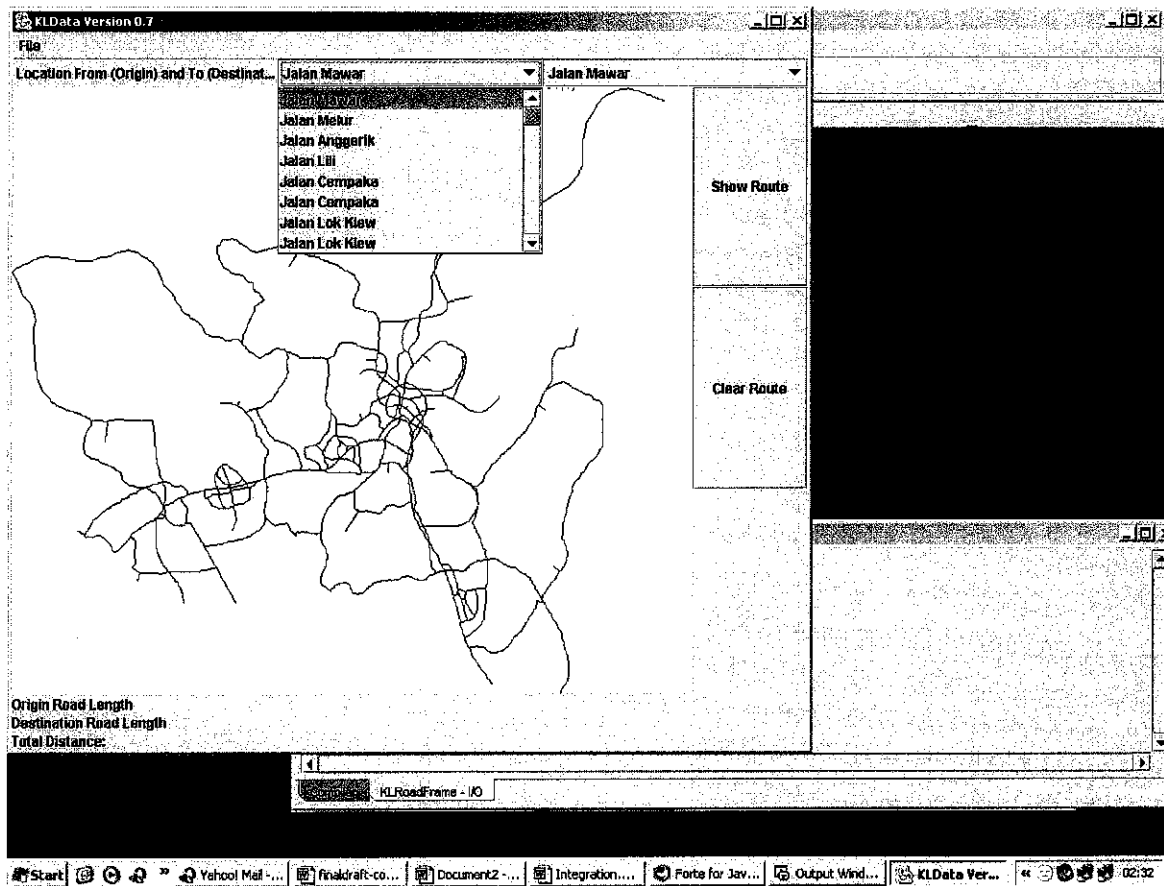 KLData Version 0.7
File
Location From (Origin) and To (Destinat... Jalan Mawar Jalan Mawar
Jalan Mawar
Jalan Melur
Jalan Anggerik
Jalan Lili
Jalan Cempaka
Jalan Cempaka
Jalan Lok Kiew
Jalan Lok Kiew
Show Route
Clear Route
Origin Road Length
Destination Road Length
Total Distance:
KLRoadFrame - I/O
Start » Yahoo! Mail -... finaldraft-co... Document2 -... Integration.... Forte for Jav... Output Wind... KLData Ver... « 02:32